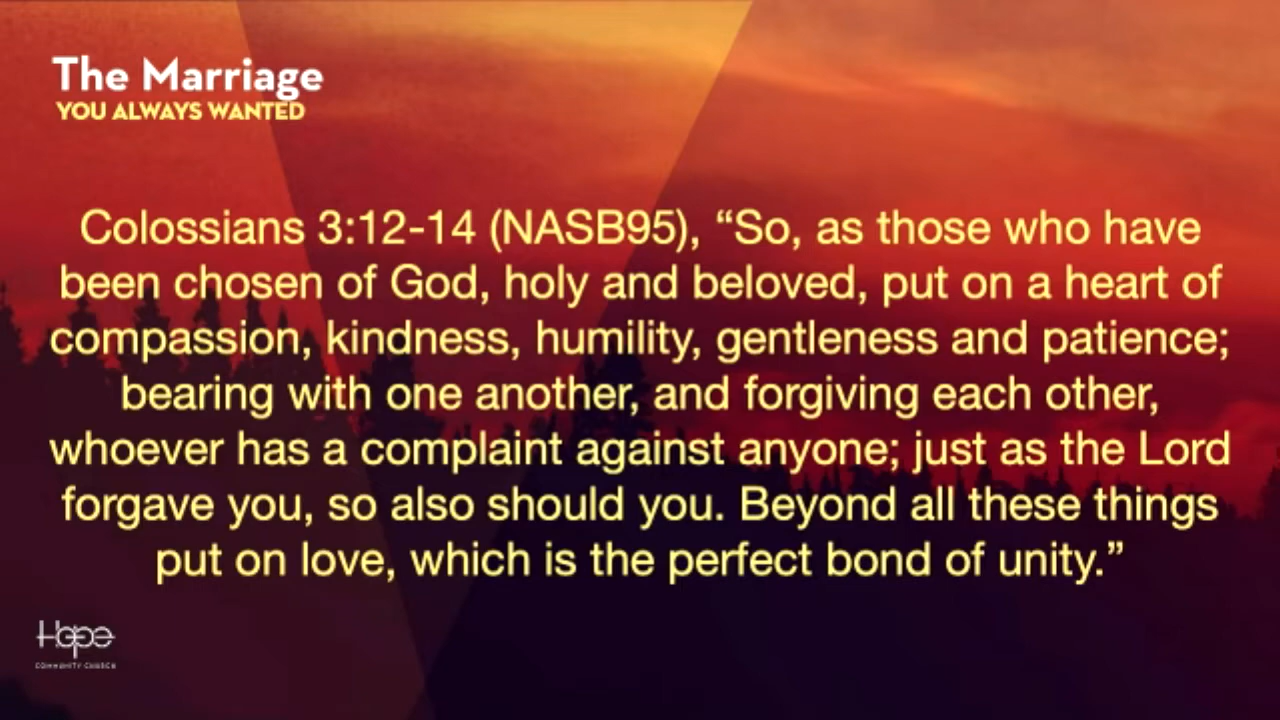 The Marriage
YOU ALWAYS WANTED
Colossians 3:12-14 (NASB95), “So, as those who have
been chosen of God, holy and beloved, put on a heart of
compassion, kindness, humility, gentleness and patience;
bearing with one another, and forgiving each other,
whoever has a complaint against anyone; just as the Lord
forgave you, so also should you. Beyond all these things
put on love, which is the perfect bond of unity.”
Hope
COMMUNITY CHURCH